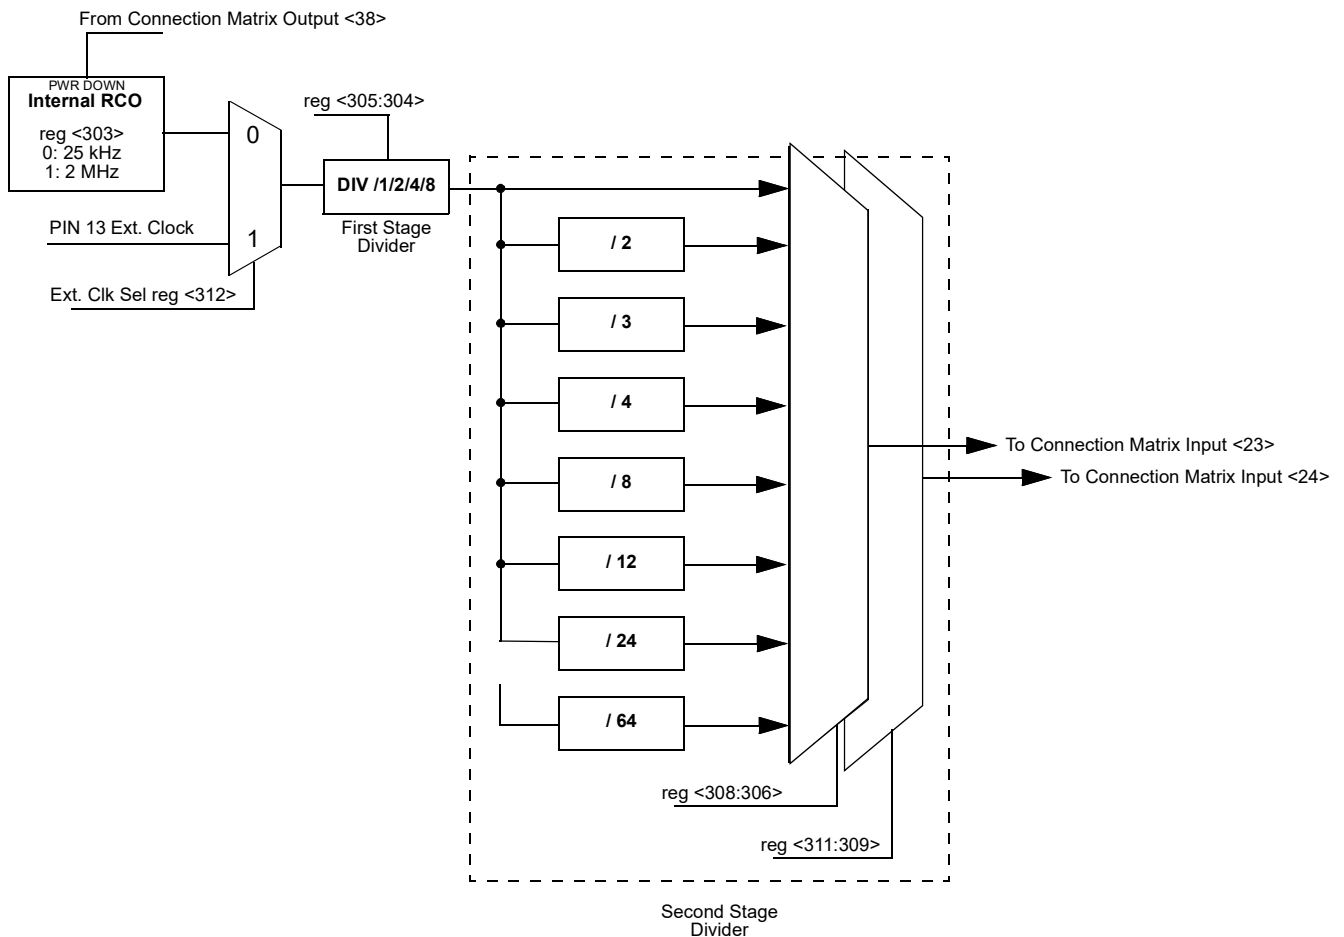 From Connection Matrix Output <38>
PWR DOWN
Internal RCO
reg <303>
0: 25 kHz
1: 2 MHz
PIN 13 Ext. Clock
Ext. Clk Sel reg <312>
0
1
reg <305:304>
DIV /1/2/4/8
First Stage
Divider
/ 2
/ 3
/ 4
/ 8
/ 12
/ 24
/ 64
To Connection Matrix Input <23>
To Connection Matrix Input <24>
reg <308:306>
reg <311:309>
Second Stage
Divider